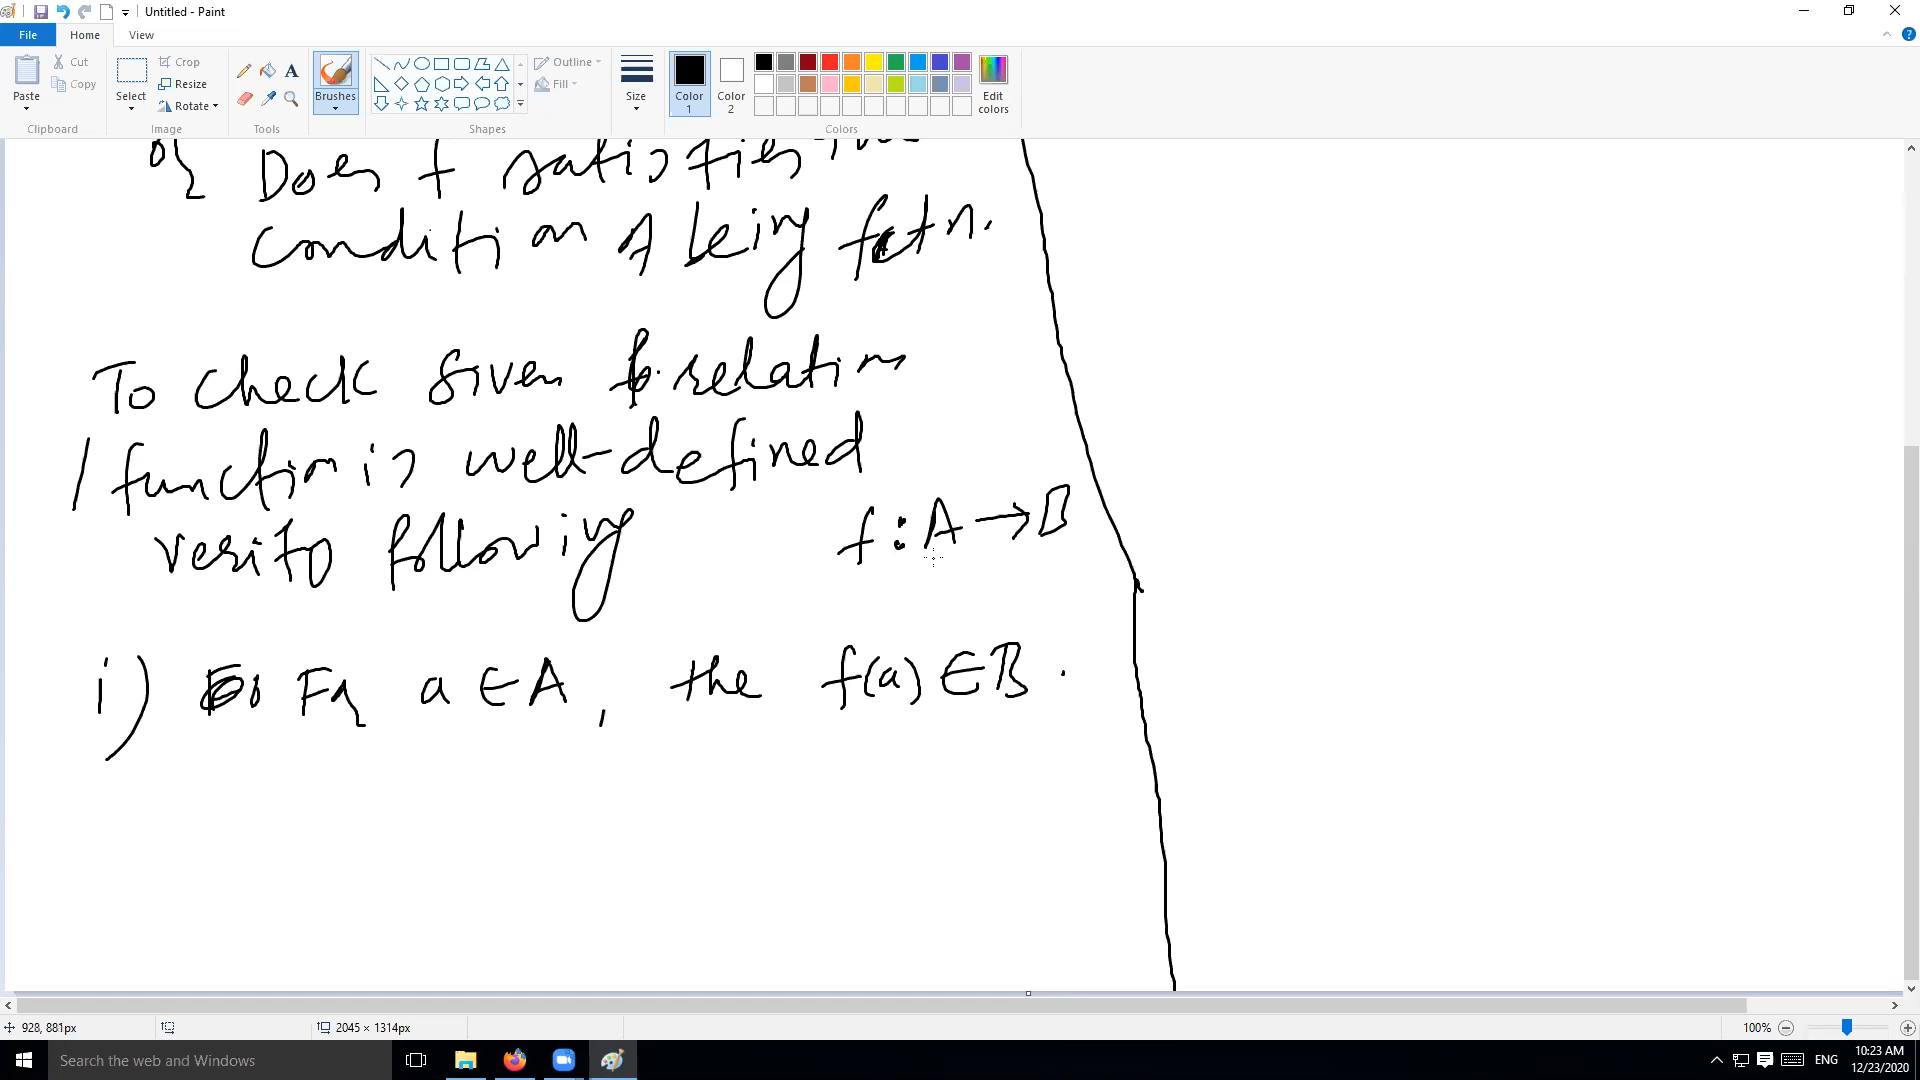 Untitled - Paint
File Home View
Paste Cut Copy Clipboard
Select Crop Resize Rotate Image
Tools
Brushes
Shapes Outline Fill
Size
Color 1 Color 2 Edit colors Colors
Does f satisfies the
condition of being fctn.
To check given relation
/ function is well-defined
verify following
f : A → B
i) For a ∈ A , the f(a) ∈ B .
928, 881px 2045 × 1314px 100%
Search the web and Windows ENG 10:23 AM
12/23/2020